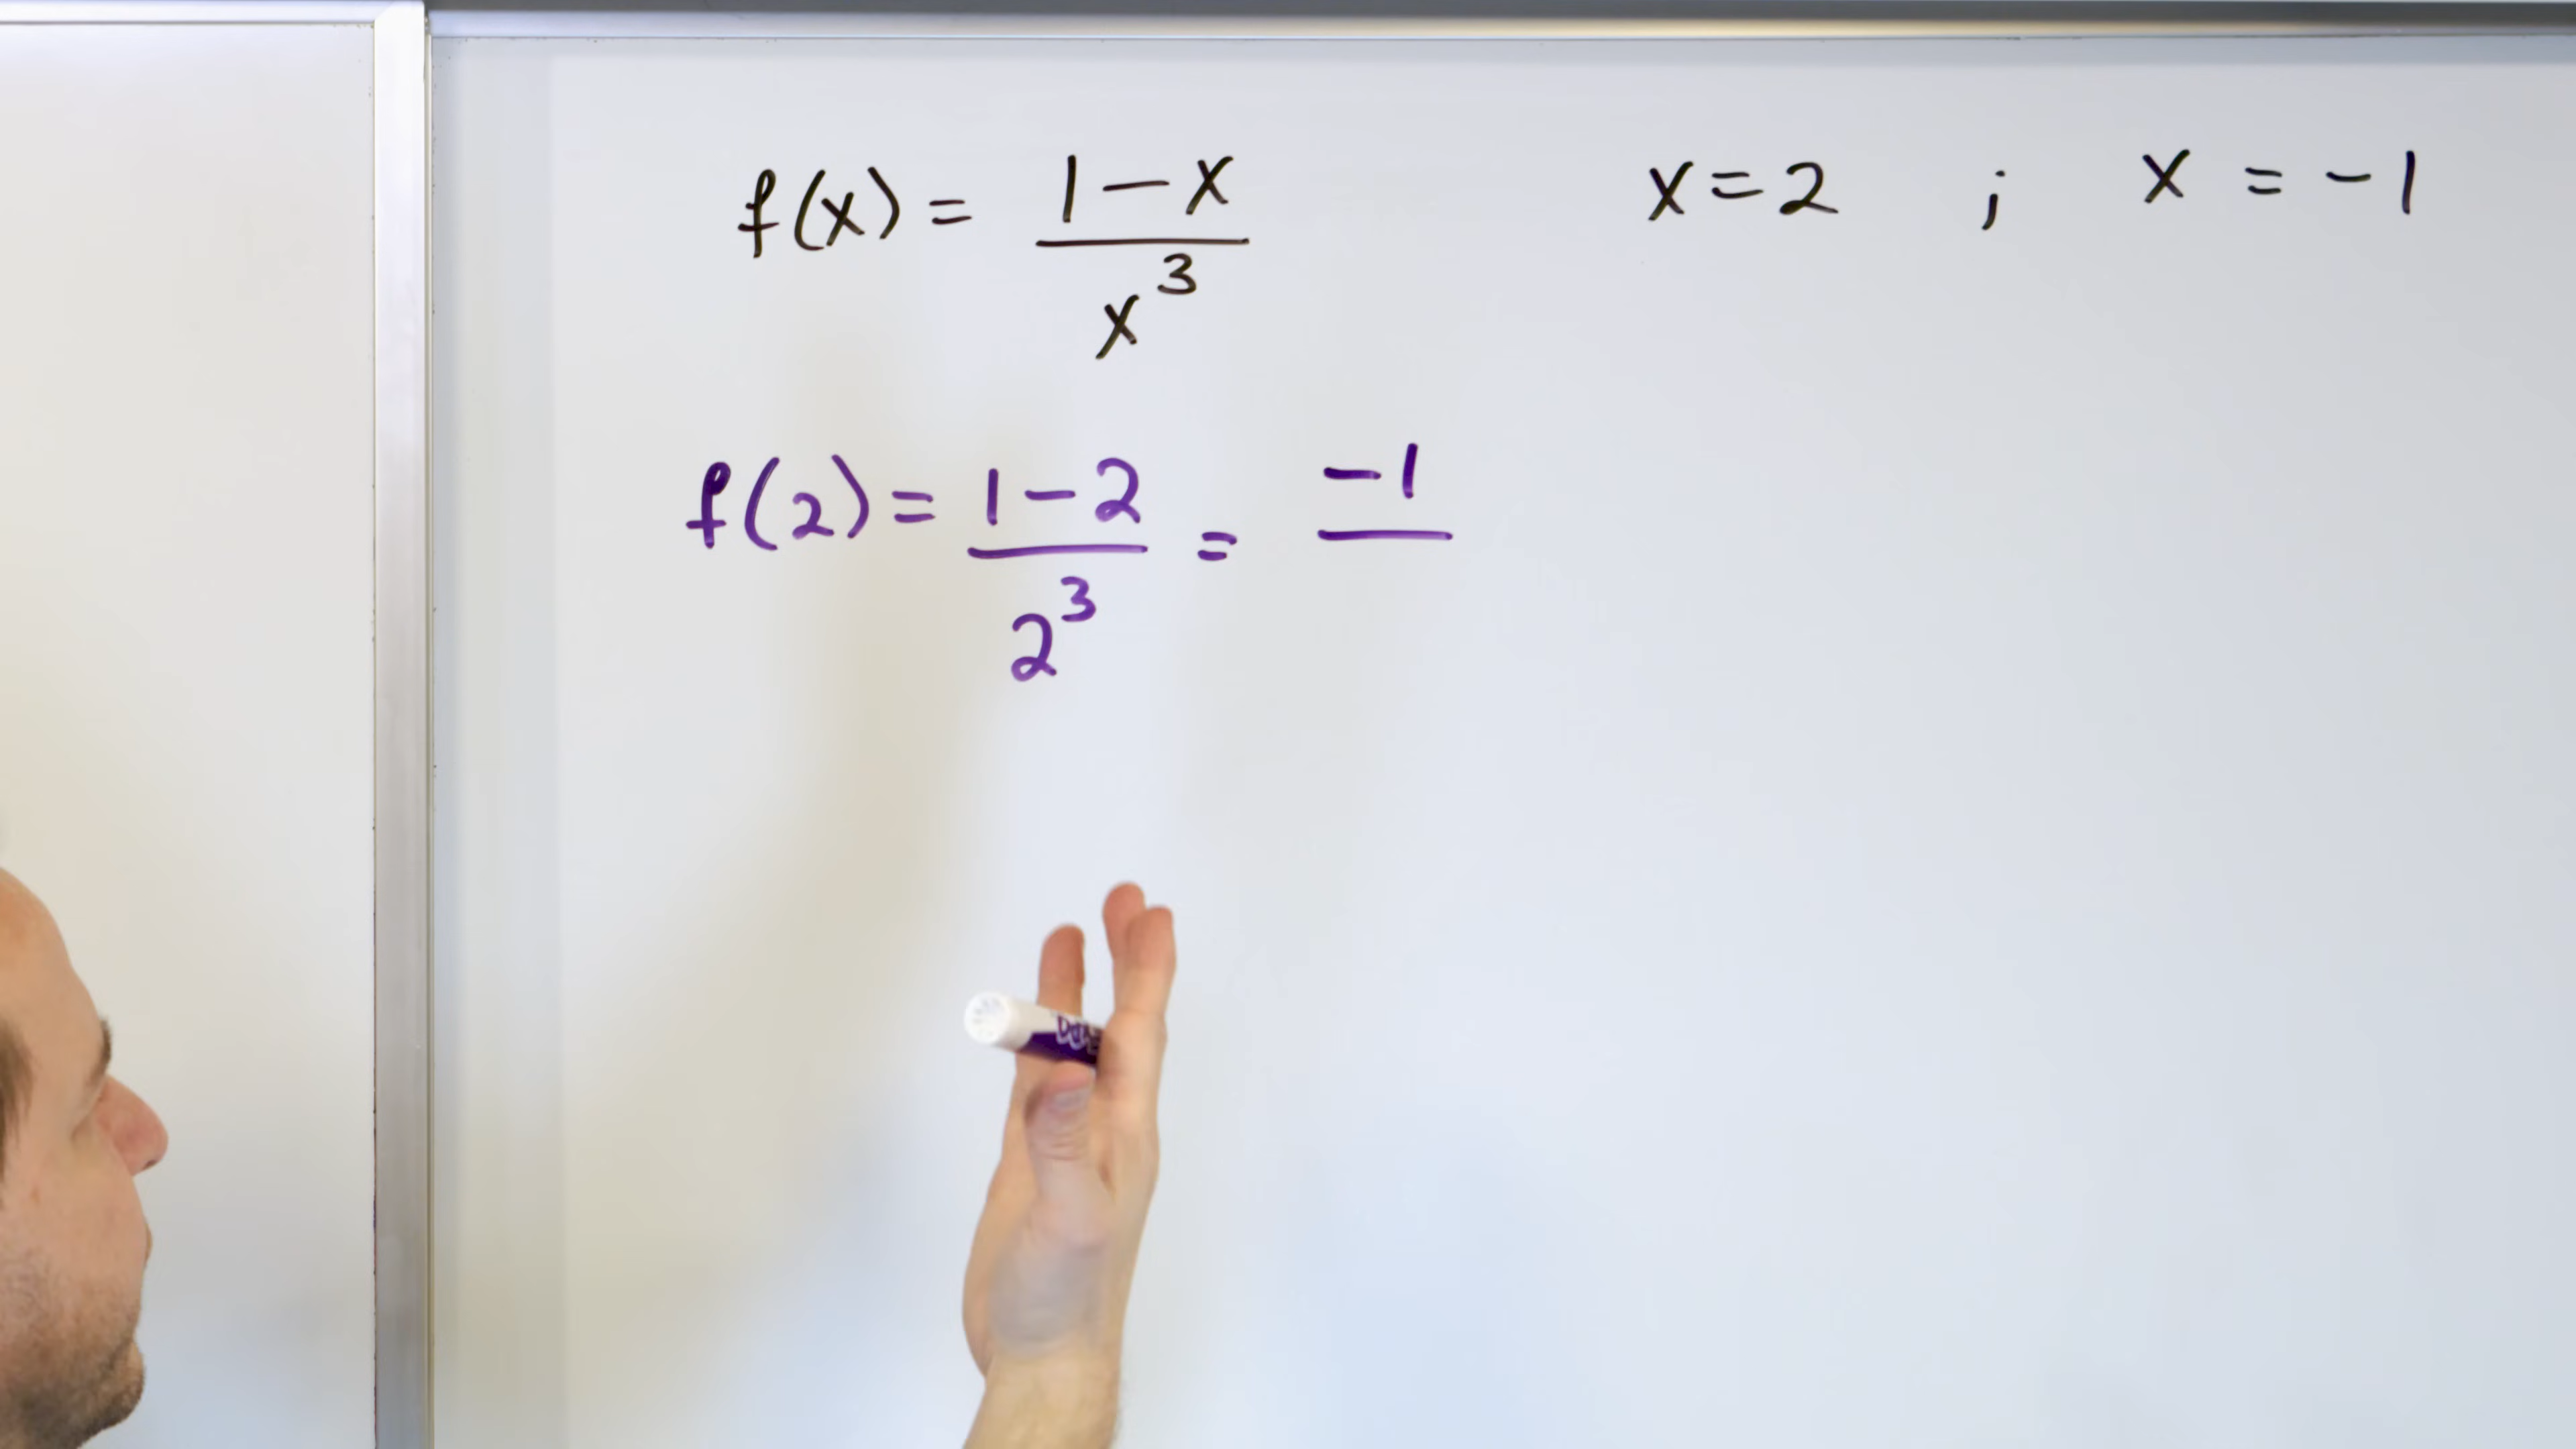 f(x) = (1-x)/x³    x=2 ; x = -1
f(2) = (1-2)/2³ = -1/